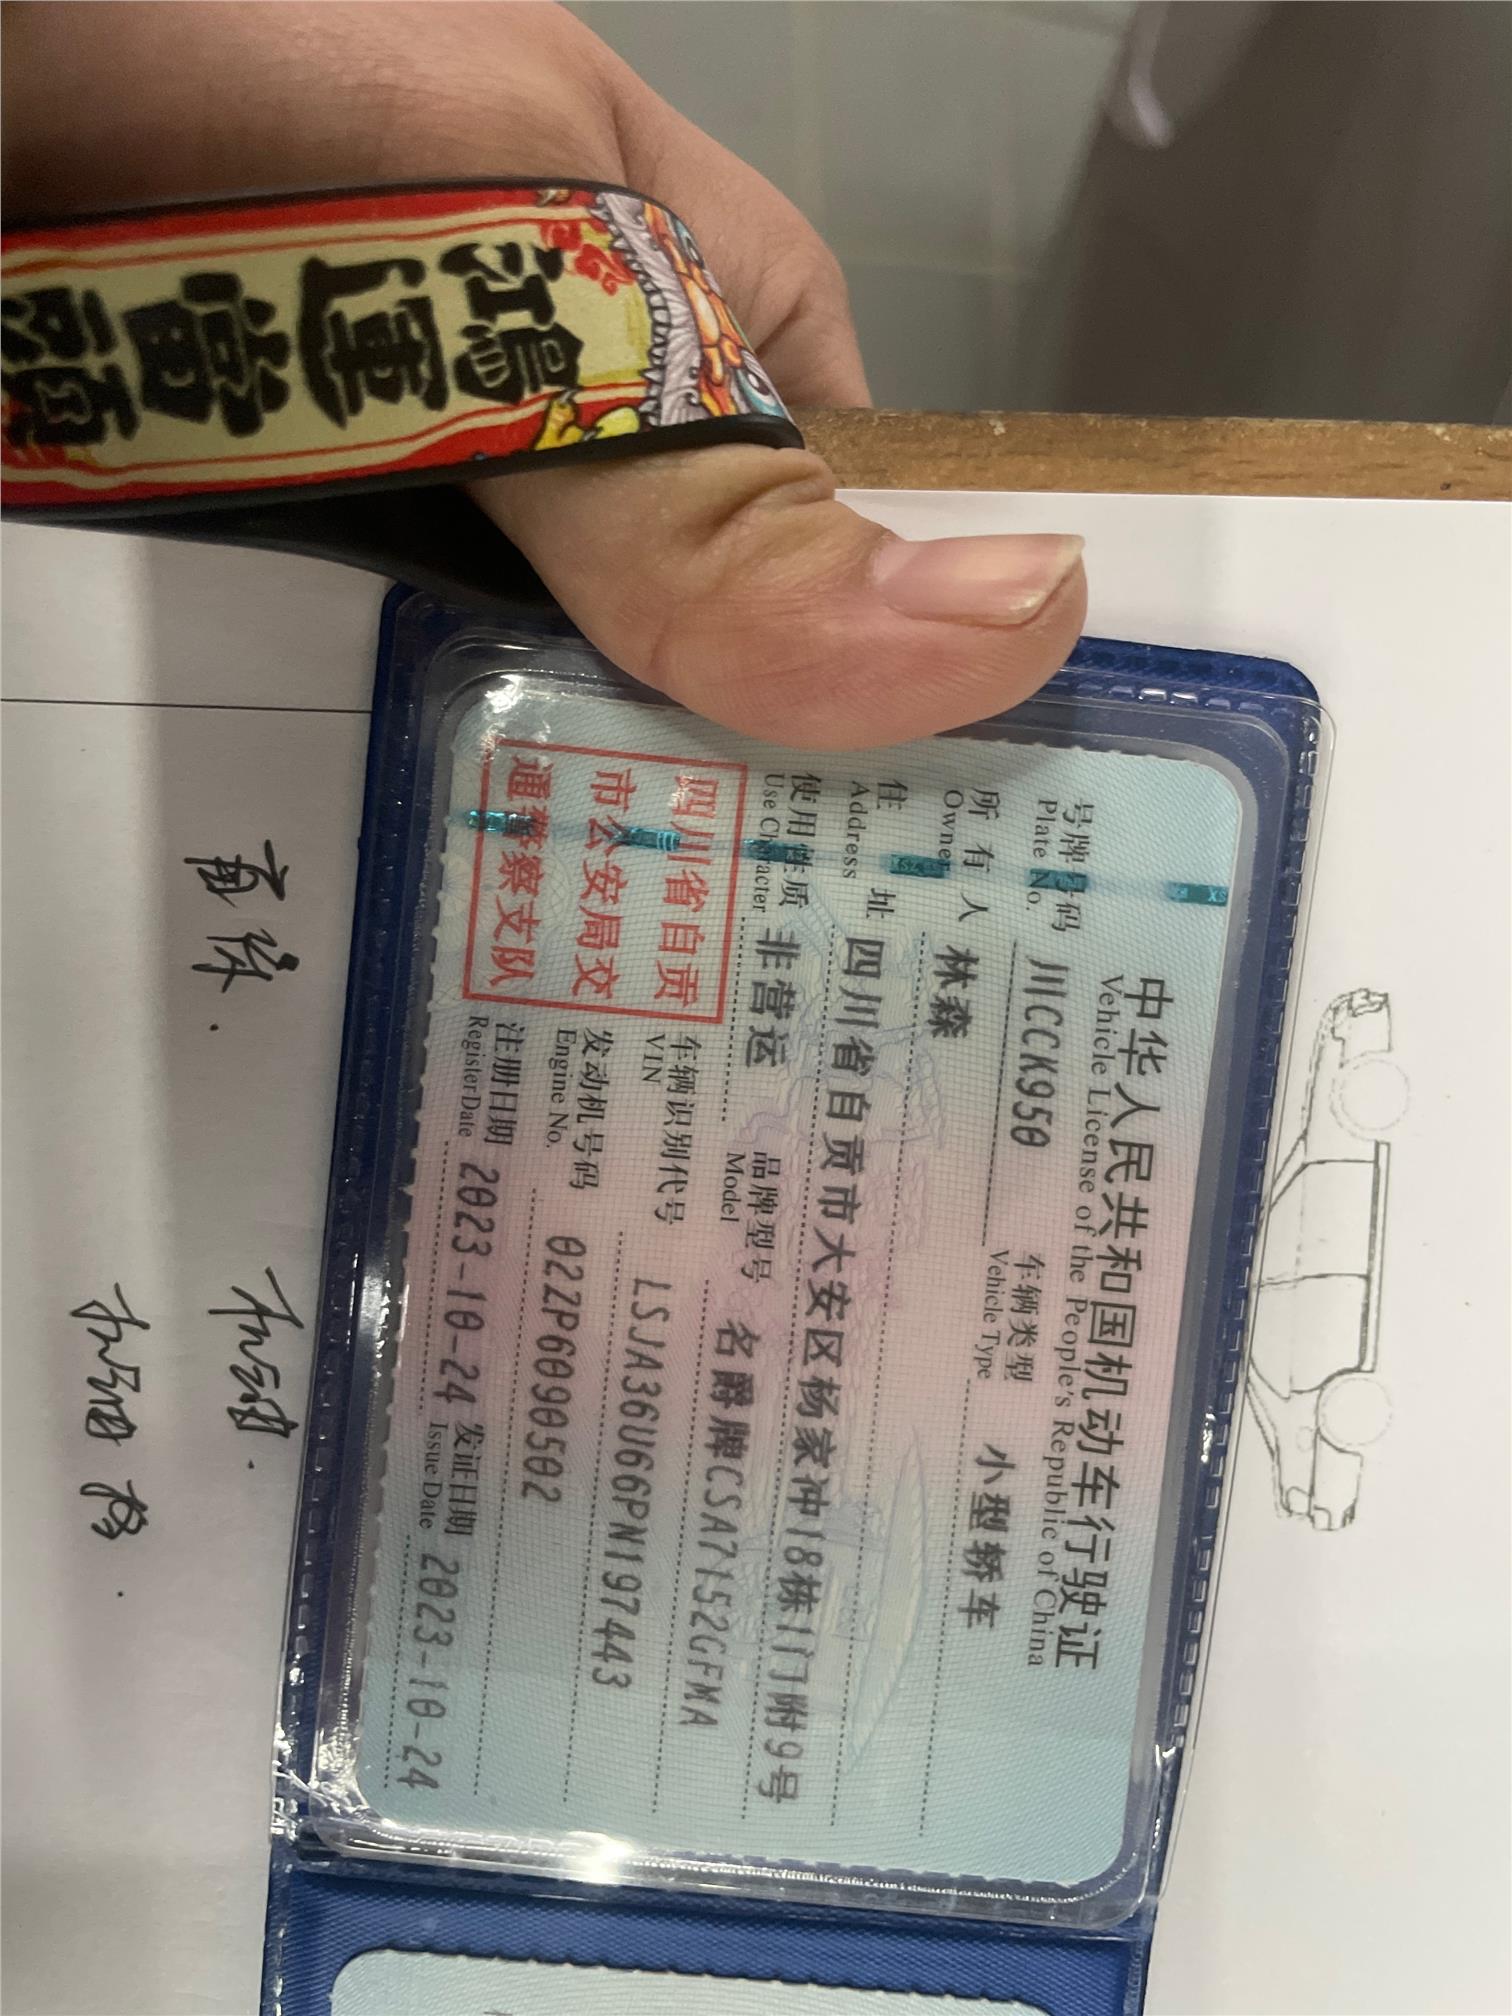 鴻運當頭
中华人民共和国机动车行驶证
Vehicle License of the People's Republic of China
号牌号码 川CCK950 车辆类型 小型轿车
Plate No. Vehicle Type
所有人 林森
Owner
住址 四川省自贡市大安区杨家冲18栋1门附9号
Address
使用性质 非营运 品牌型号 名爵牌CSA7152GFMA
Use Character Model
四川省自贡
市公安局交
通警察支队
车辆识别代号 LSJA36U66PN197443
VIN
发动机号码 02ZP6090502
Engine No.
注册日期 2023-10-24 发证日期 2023-10-24
Register Date Issue Date